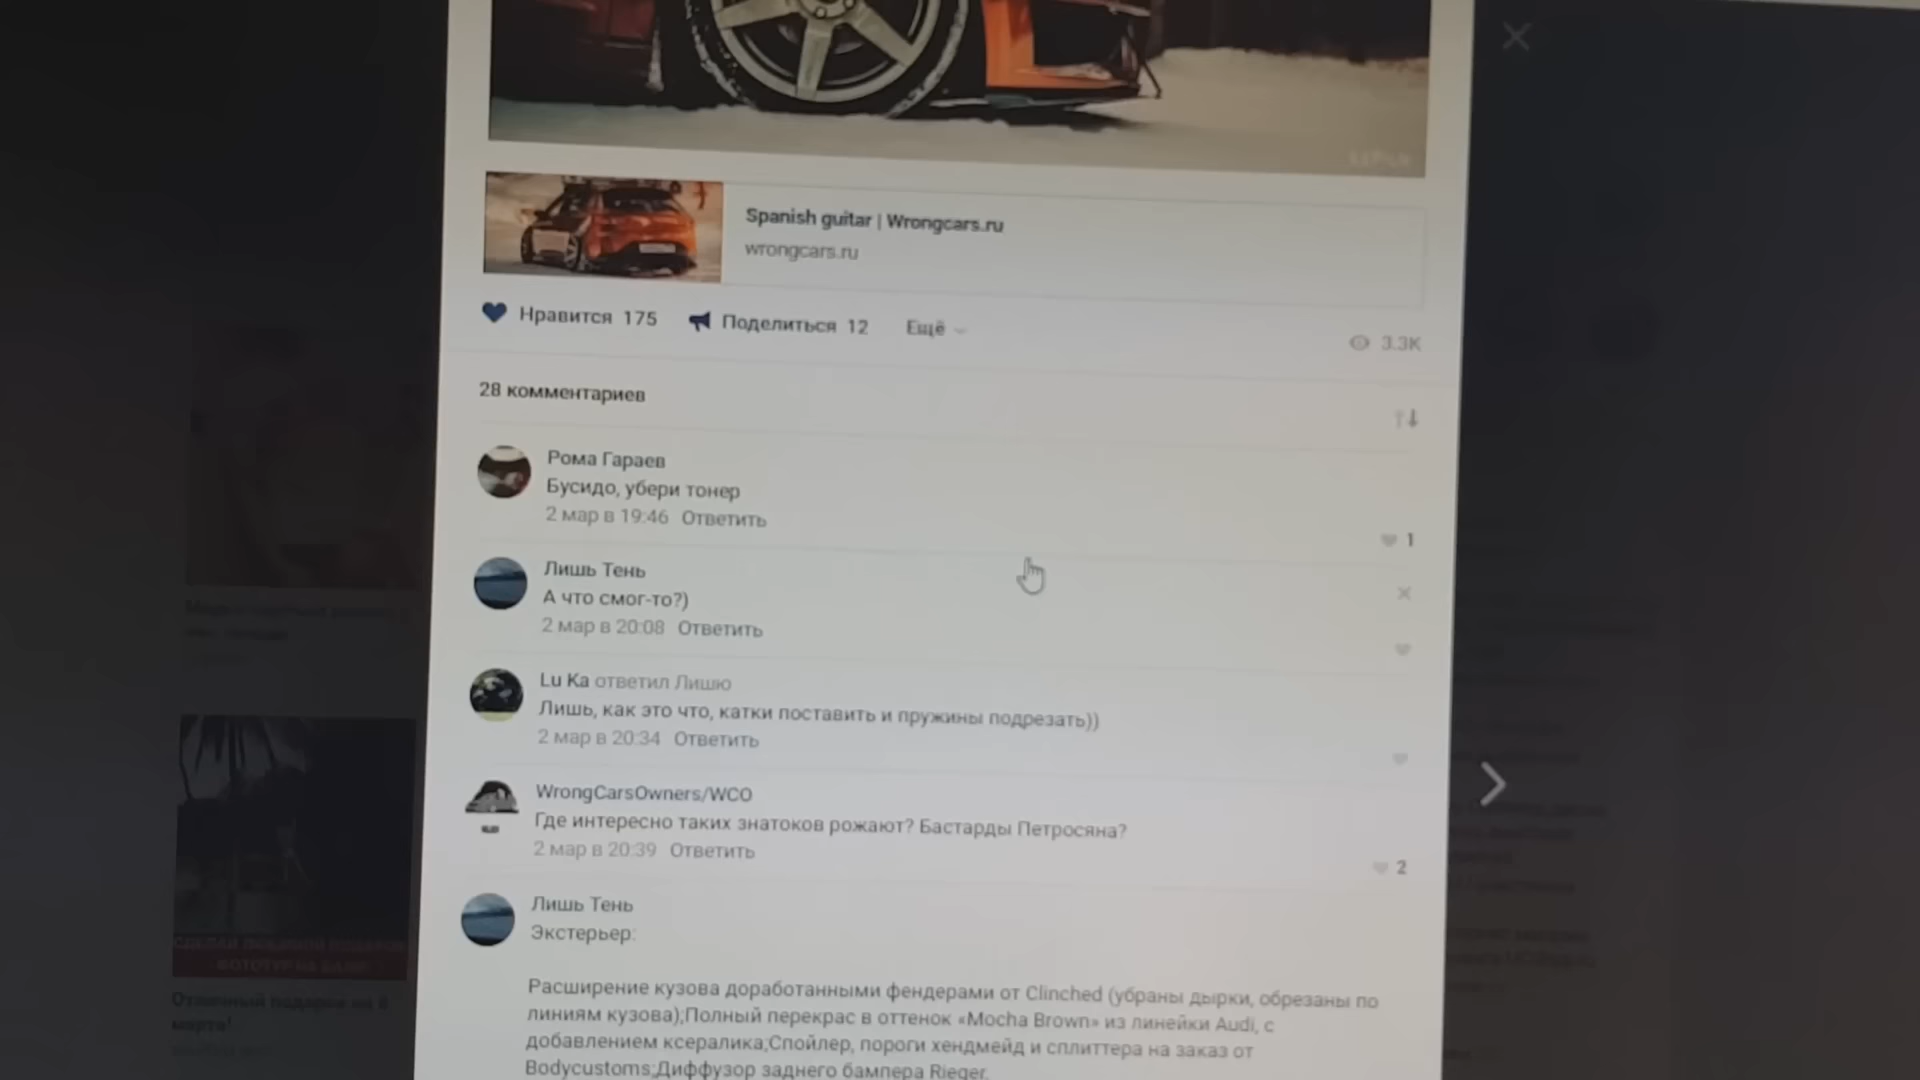 Spanish guitar | Wrongcars.ru
wrongcars.ru
Нравится 175 Поделиться 12 Ещё
3.3K
28 комментариев
Рома Гараев
Бусидо, убери тонер
2 мар в 19:46 Ответить
1
Лишь Тень
А что смог-то?)
2 мар в 20:08 Ответить
Lu Ka ответил Лишю
Лишь, как это что, катки поставить и пружины подрезать))
2 мар в 20:34 Ответить
WrongCarsOwners/WCO
Где интересно таких знатоков рожают? Бастарды Петросяна?
2 мар в 20:39 Ответить
2
Лишь Тень
Экстерьер:
Расширение кузова доработанными фендерами от Clinched (убраны дырки, обрезаны по
линиям кузова);Полный перекрас в оттенок «Mocha Brown» из линейки Audi, с
добавлением ксералика;Спойлер, пороги хендмейд и сплиттера на заказ от
Bodycustoms;Диффузор заднего бампера Rieger.
Отличный подарок на 8
марта!